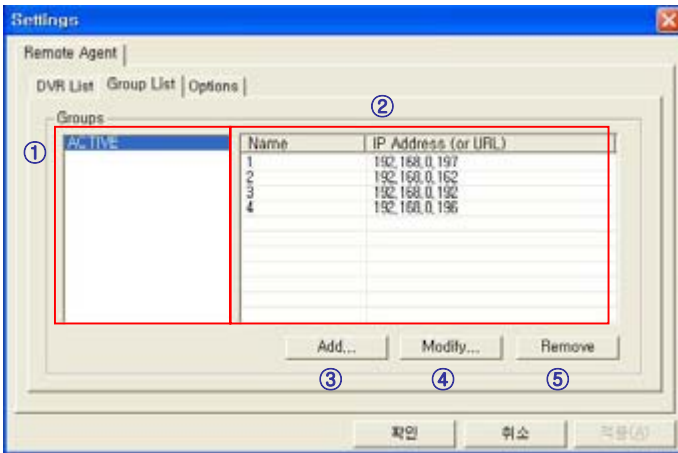 Settings
Remote Agent
DVR List Group List Options
②
Groups
①
ACTIVE
Name IP Address (or URL)
1 192.168.0.197
2 192.168.0.162
3 192.168.0.192
4 192.168.0.196
Add... Modify... Remove
③ ④ ⑤
확인 취소 적용(A)